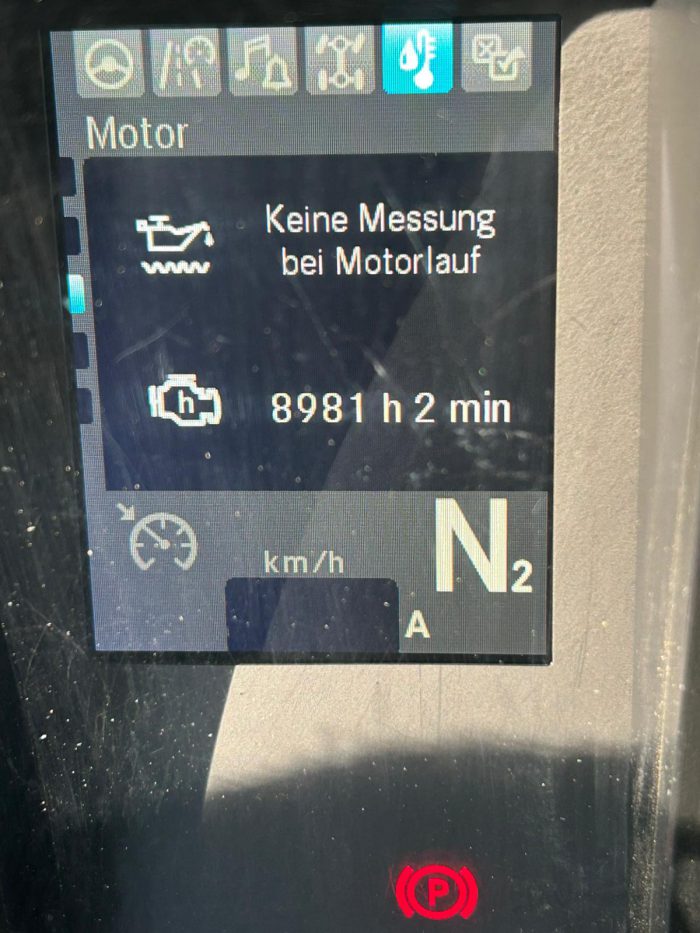 Motor
Keine Messung
bei Motorlauf
h 8981 h 2 min
km/h
N2
A
P